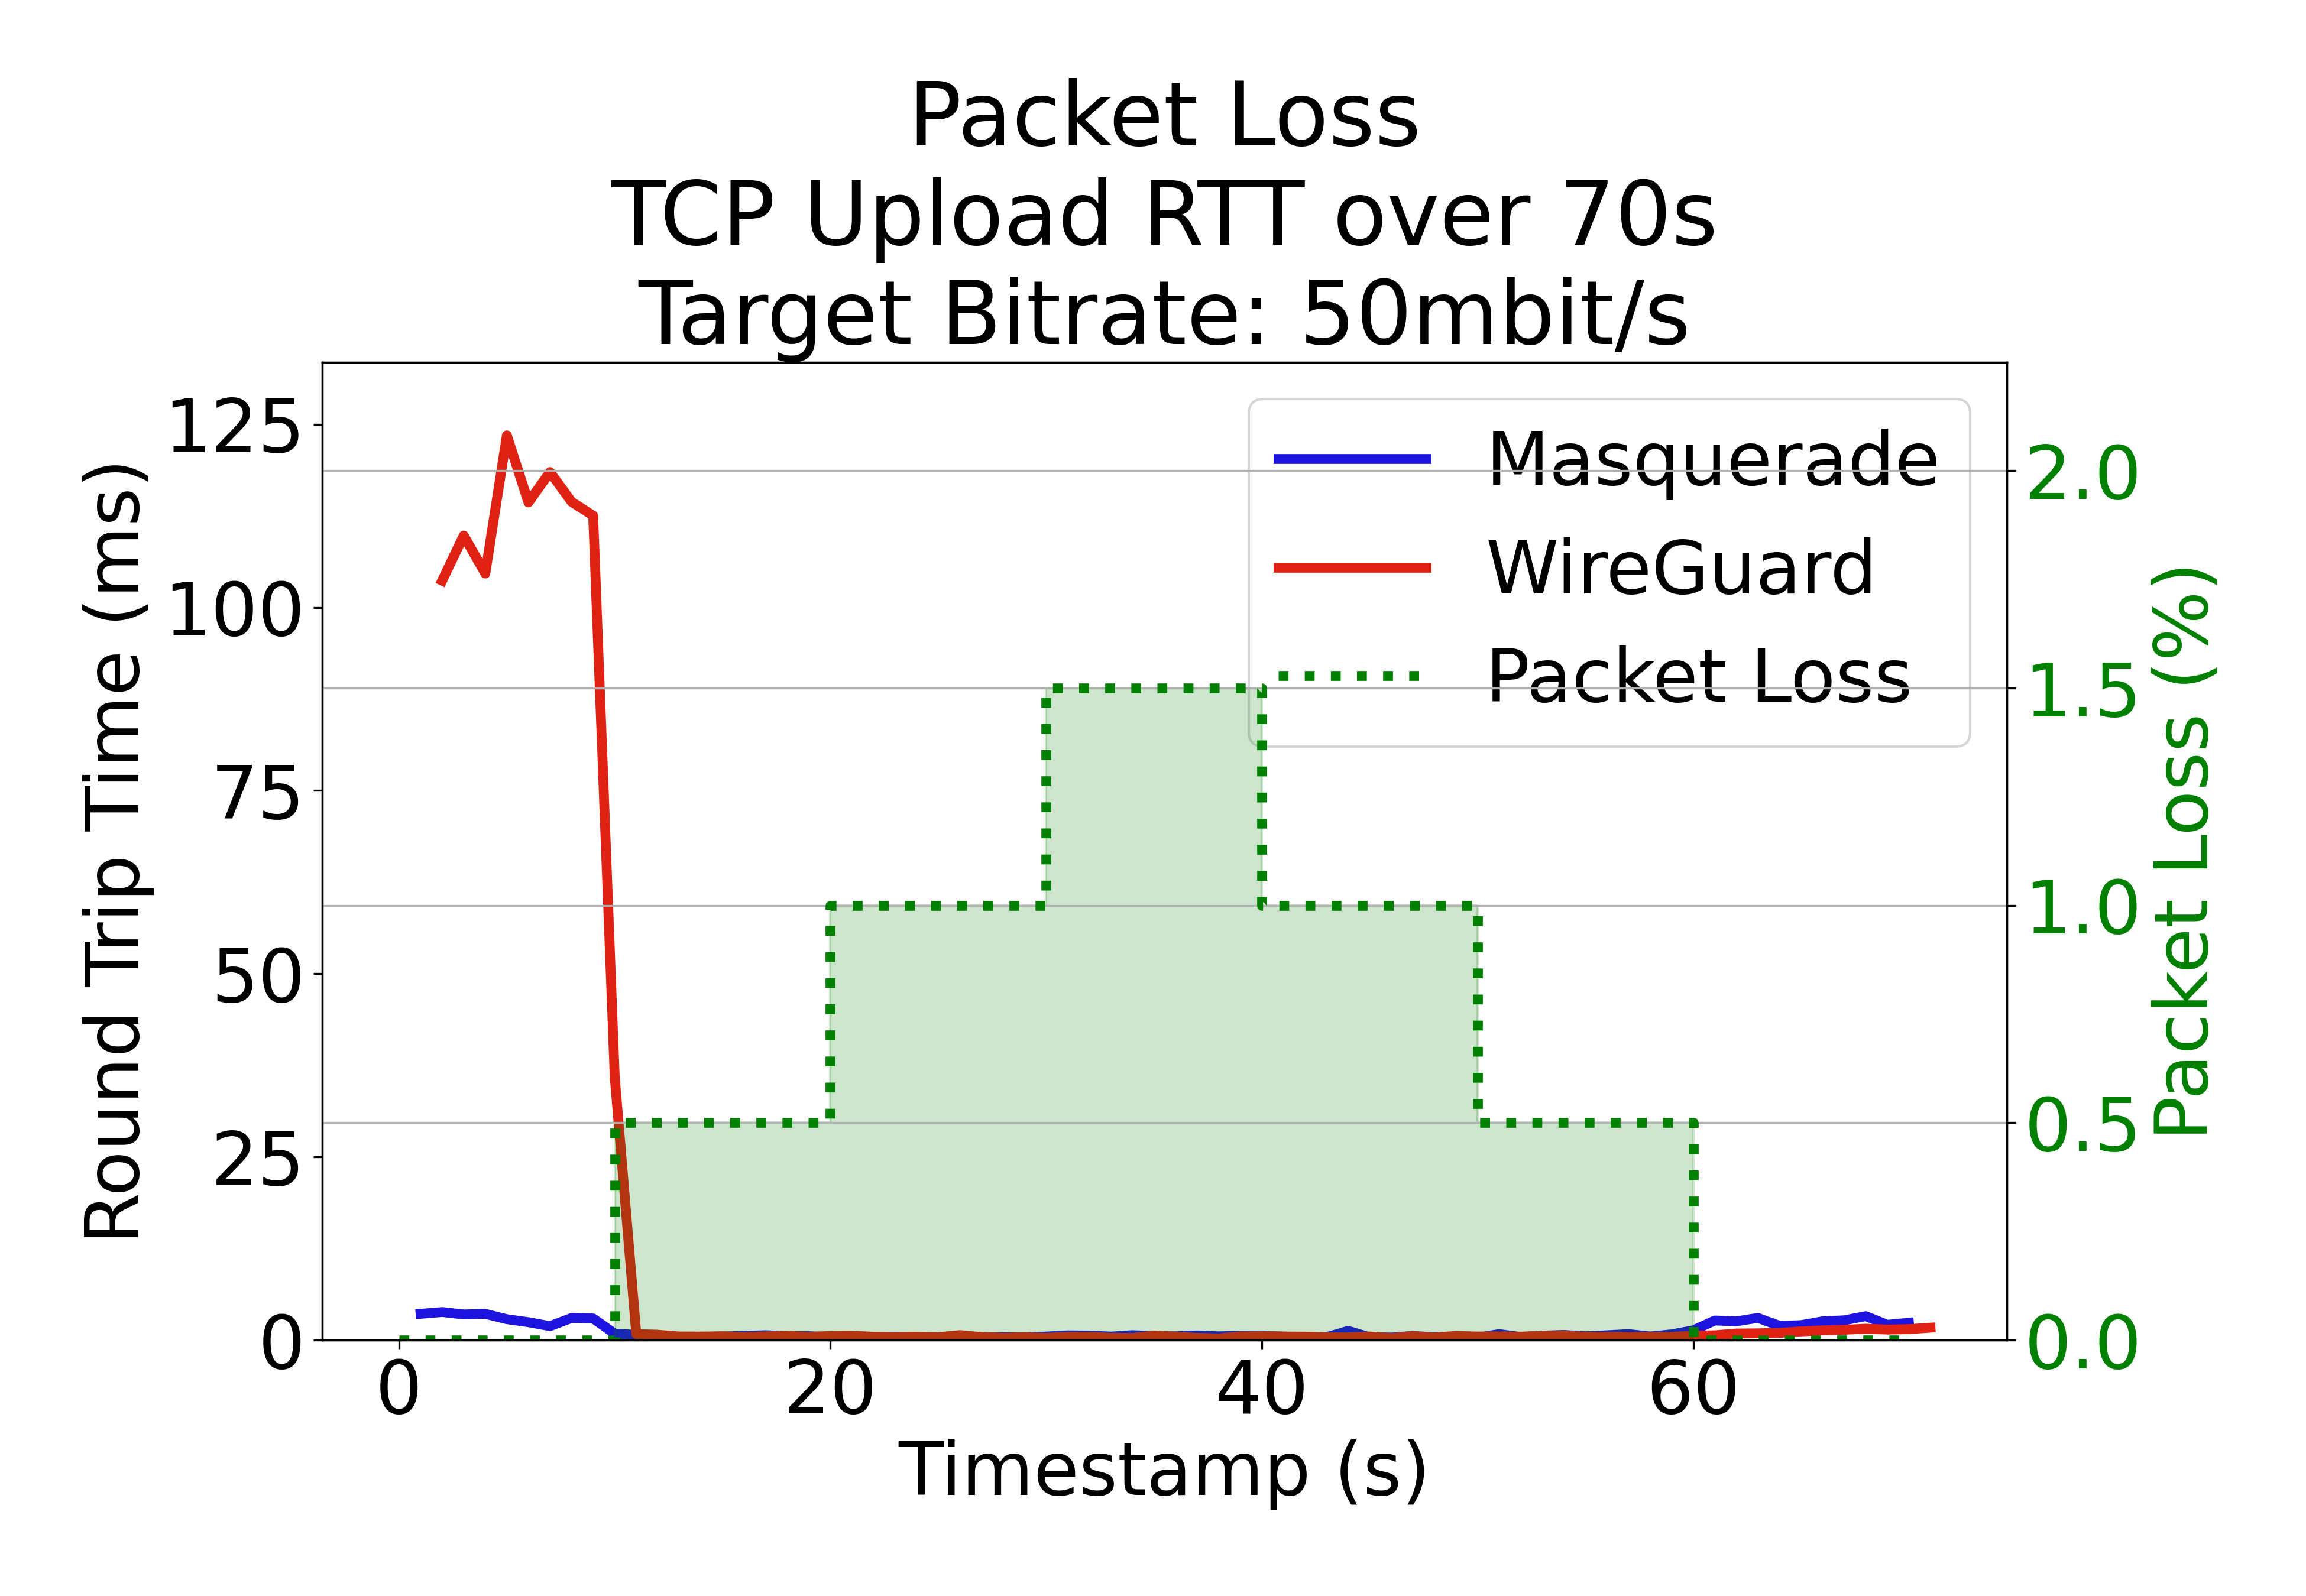 Packet Loss
TCP Upload RTT over 70s
Target Bitrate: 50mbit/s
Round Trip Time (ms)
125
100
75
50
25
0
Masquerade
WireGuard
Packet Loss
2.0
1.5
1.0
0.5
0.0
Packet Loss (%)
0 20 40 60
Timestamp (s)